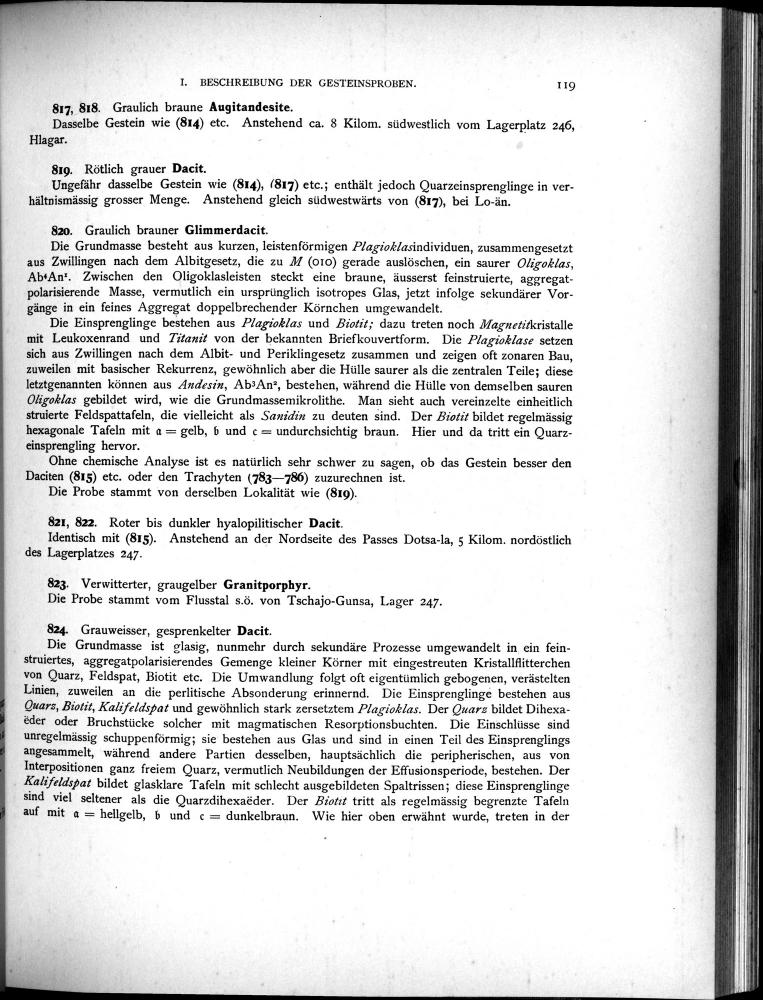 I. BESCHREIBUNG DER GESTEINSPROBEN. 119
817, 818. Graulich braune Augitandesite.
Dasselbe Gestein wie (814) etc. Anstehend ca. 8 Kilom. südwestlich vom Lagerplatz 246,
Hlagar.
819. Rötlich grauer Dacit.
Ungefähr dasselbe Gestein wie (814), (817) etc.; enthält jedoch Quarzeinsprenglinge in ver-
hältnismässig grosser Menge. Anstehend gleich südwestwärts von (817), bei Lo-än.
820. Graulich brauner Glimmerdacit.
Die Grundmasse besteht aus kurzen, leistenförmigen Plagioklasindividuen, zusammengesetzt
aus Zwillingen nach dem Albitgesetz, die zu M (010) gerade auslöschen, ein saurer Oligoklas,
Ab⁴An¹. Zwischen den Oligoklasleisten steckt eine braune, äusserst feinstruierte, aggregat-
polarisierende Masse, vermutlich ein ursprünglich isotropes Glas, jetzt infolge sekundärer Vor-
gänge in ein feines Aggregat doppelbrechender Körnchen umgewandelt.
Die Einsprenglinge bestehen aus Plagioklas und Biotit; dazu treten noch Magnetitkristalle
mit Leukoxenrand und Titanit von der bekannten Briefkouvertform. Die Plagioklase setzen
sich aus Zwillingen nach dem Albit- und Periklingesetz zusammen und zeigen oft zonaren Bau,
zuweilen mit basischer Rekurrenz, gewöhnlich aber die Hülle saurer als die zentralen Teile; diese
letztgenannten können aus Andesin, Ab³An², bestehen, während die Hülle von demselben sauren
Oligoklas gebildet wird, wie die Grundmassemikrolithe. Man sieht auch vereinzelte einheitlich
struierte Feldspattafeln, die vielleicht als Sanidin zu deuten sind. Der Biotit bildet regelmässig
hexagonale Tafeln mit a = gelb, b und c = undurchsichtig braun. Hier und da tritt ein Quarz-
einsprengling hervor.
Ohne chemische Analyse ist es natürlich sehr schwer zu sagen, ob das Gestein besser den
Daciten (815) etc. oder den Trachyten (783—786) zuzurechnen ist.
Die Probe stammt von derselben Lokalität wie (819).
821, 822. Roter bis dunkler hyalopilitischer Dacit.
Identisch mit (815). Anstehend an der Nordseite des Passes Dotsa-la, 5 Kilom. nordöstlich
des Lagerplatzes 247.
823. Verwitterter, graugelber Granitporphyr.
Die Probe stammt vom Flusstal s.ö. von Tschajo-Gunsa, Lager 247.
824. Grauweisser, gesprenkelter Dacit.
Die Grundmasse ist glasig, nunmehr durch sekundäre Prozesse umgewandelt in ein fein-
struiertes, aggregatpolarisierendes Gemenge kleiner Körner mit eingestreuten Kristallflitterchen
von Quarz, Feldspat, Biotit etc. Die Umwandlung folgt oft eigentümlich gebogenen, verästelten
Linien, zuweilen an die perlitische Absonderung erinnernd. Die Einsprenglinge bestehen aus
Quarz, Biotit, Kalifeldspat und gewöhnlich stark zersetztem Plagioklas. Der Quarz bildet Dihexa-
ëder oder Bruchstücke solcher mit magmatischen Resorptionsbuchten. Die Einschlüsse sind
unregelmässig schuppenförmig; sie bestehen aus Glas und sind in einen Teil des Einsprenglings
angesammelt, während andere Partien desselben, hauptsächlich die peripherischen, aus von
Interpositionen ganz freiem Quarz, vermutlich Neubildungen der Effusionsperiode, bestehen. Der
Kalifeldspat bildet glasklare Tafeln mit schlecht ausgebildeten Spaltrissen; diese Einsprenglinge
sind viel seltener als die Quarzdihexaëder. Der Biotit tritt als regelmässig begrenzte Tafeln
auf mit a = hellgelb, b und c = dunkelbraun. Wie hier oben erwähnt wurde, treten in der